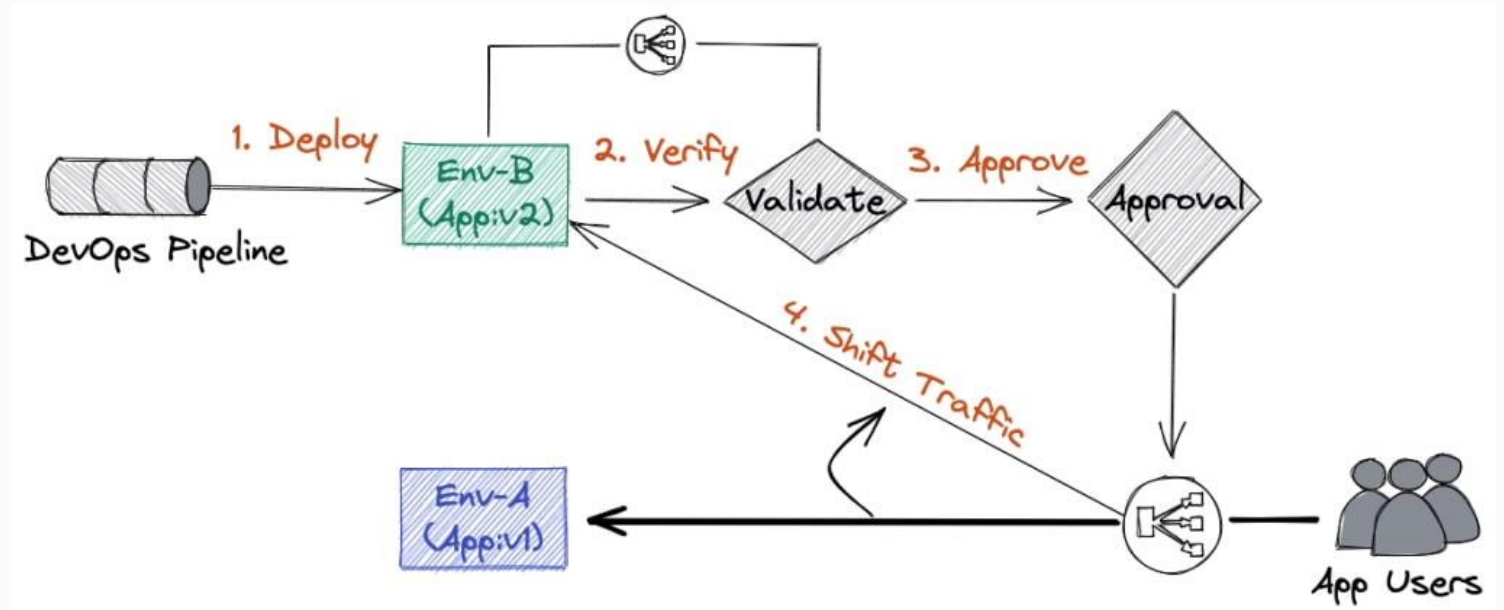 1. Deploy
2. Verify
3. Approve
Env-B
(App:v2)
Validate
Approval
DevOps Pipeline
4. Shift Traffic
Env-A
(App:v1)
App Users